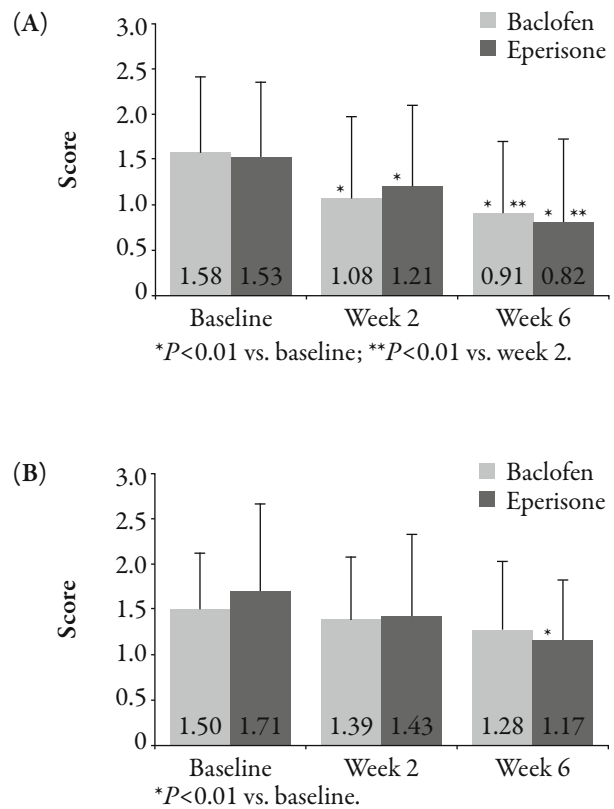 (A)
3.0
Baclofen
Eperisone
2.5
2.0
1.5
1.0
0.5
0
Score
* * * ** * **
1.58 1.53 1.08 1.21 0.91 0.82
Baseline Week 2 Week 6
*P<0.01 vs. baseline; **P<0.01 vs. week 2.
(B)
3.0
Baclofen
Eperisone
2.5
2.0
1.5
1.0
0.5
0
Score
*
1.50 1.71 1.39 1.43 1.28 1.17
Baseline Week 2 Week 6
*P<0.01 vs. baseline.